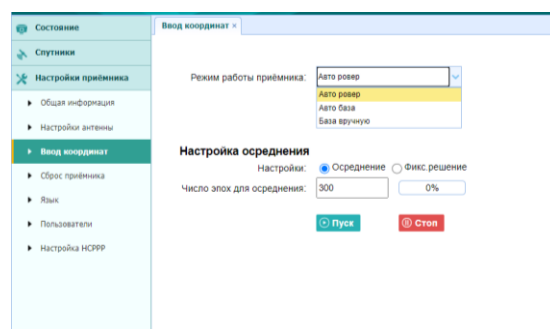 Состояние
Спутники
Настройки приёмника
Общая информация
Настройки антенны
Ввод координат
Сброс приёмника
Язык
Пользователи
Настройка HCPPP
Ввод координат ×
Режим работы приёмника: Авто ровер
Авто ровер
Авто база
База вручную
Настройка осреднения
Настройки: Осреднение Фикс.решение
Число эпох для осреднения: 300 0%
Пуск Стоп